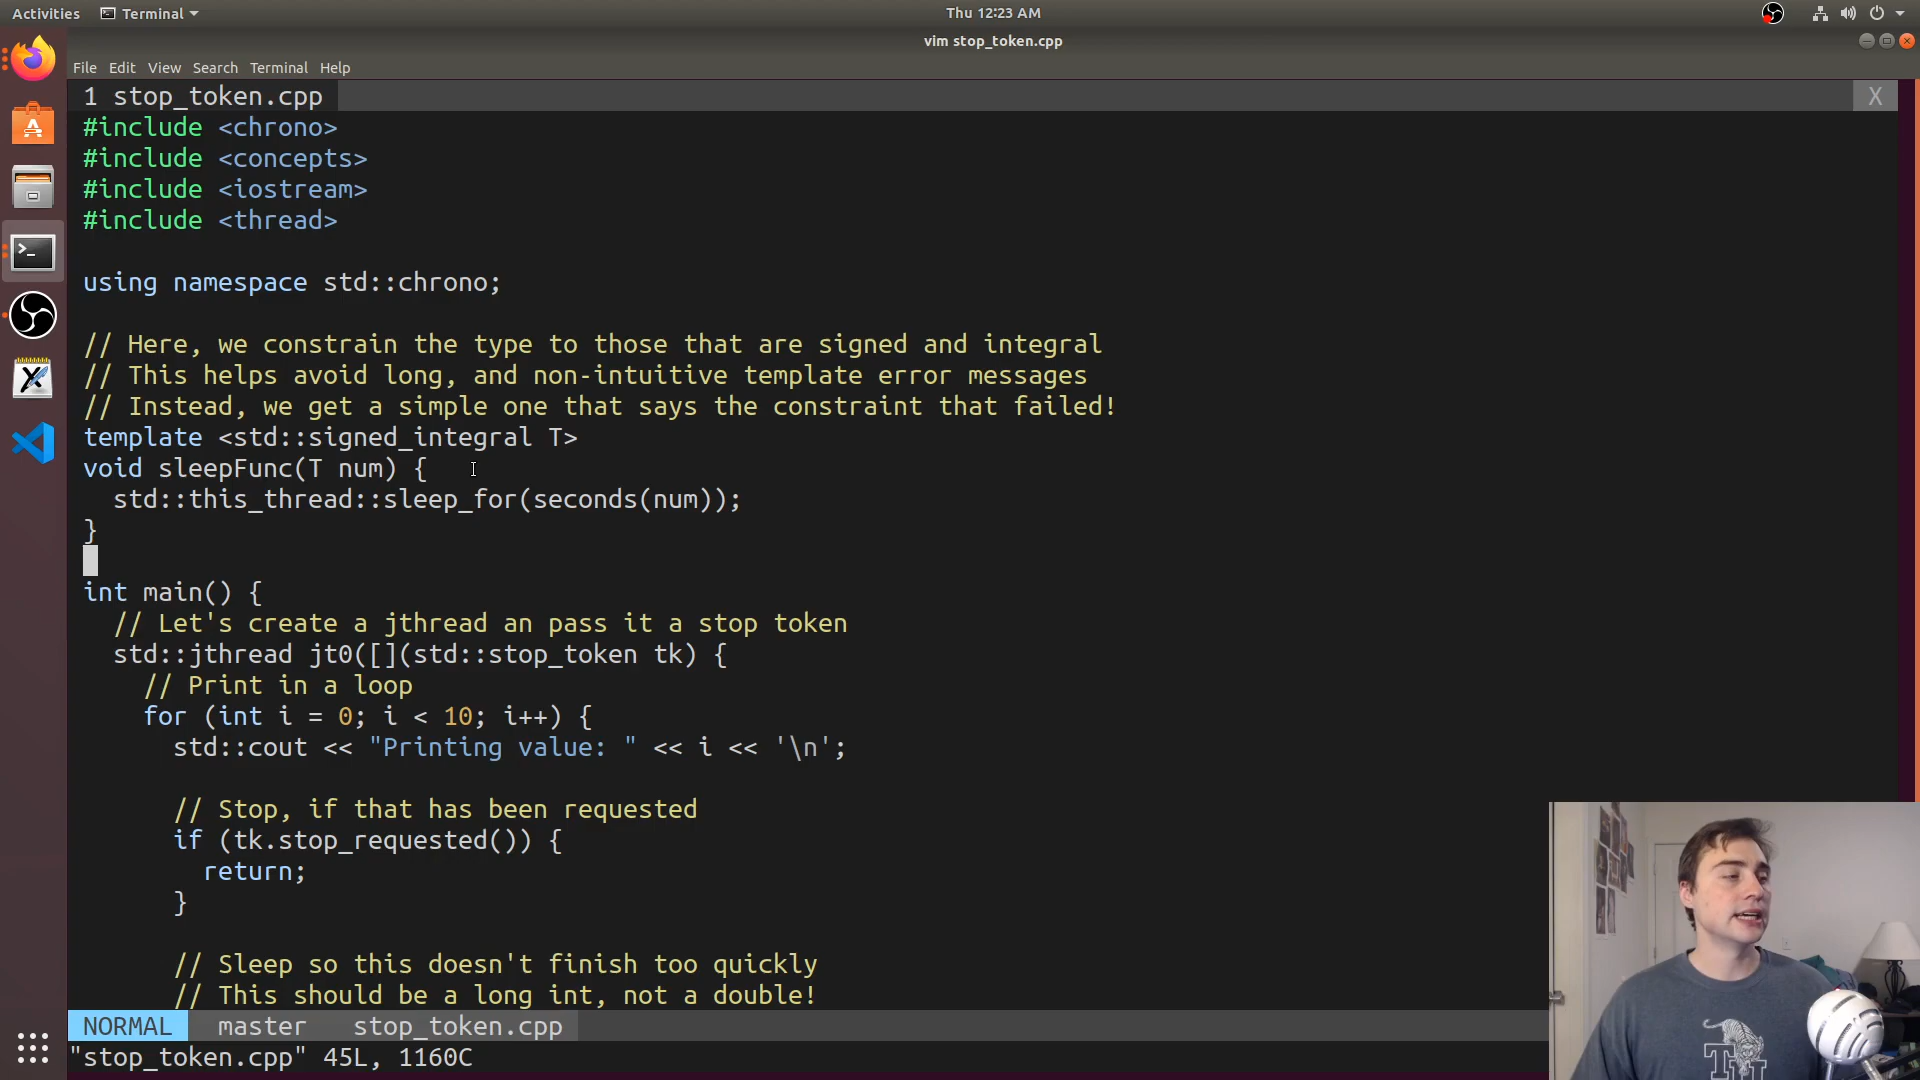 Activities
Terminal
Thu 12:23 AM
vim stop_token.cpp
File Edit View Search Terminal Help
1 stop_token.cpp
X
#include <chrono>
#include <concepts>
#include <iostream>
#include <thread>
using namespace std::chrono;
// Here, we constrain the type to those that are signed and integral
// This helps avoid long, and non-intuitive template error messages
// Instead, we get a simple one that says the constraint that failed!
template <std::signed_integral T>
void sleepFunc(T num) {
  std::this_thread::sleep_for(seconds(num));
}
int main() {
  // Let's create a jthread an pass it a stop token
  std::jthread jt0([](std::stop_token tk) {
    // Print in a loop
    for (int i = 0; i < 10; i++) {
      std::cout << "Printing value: " << i << '\n';
      // Stop, if that has been requested
      if (tk.stop_requested()) {
        return;
      }
      // Sleep so this doesn't finish too quickly
      // This should be a long int, not a double!
NORMAL master stop_token.cpp
"stop_token.cpp" 45L, 1160C